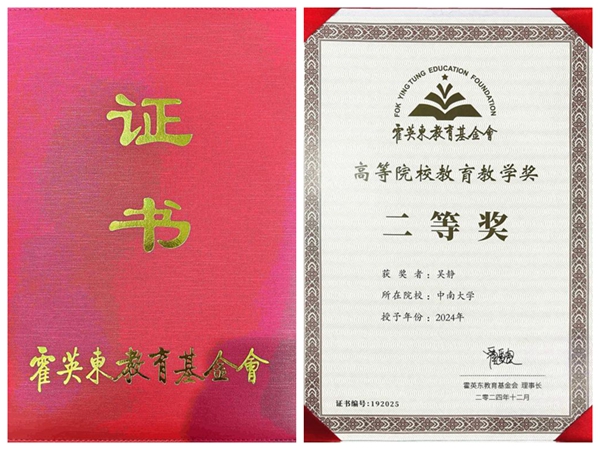 证
书
霍英東教育基金會
FOK YING TUNG EDUCATION FOUNDATION
霍英東教育基金會
高等院校教育教学奖
二等奖
获奖者：吴静
所在院校：中南大学
授予年份：2024年
霍英东教育基金会 理事长
二〇二四年十二月
证书编号:192025